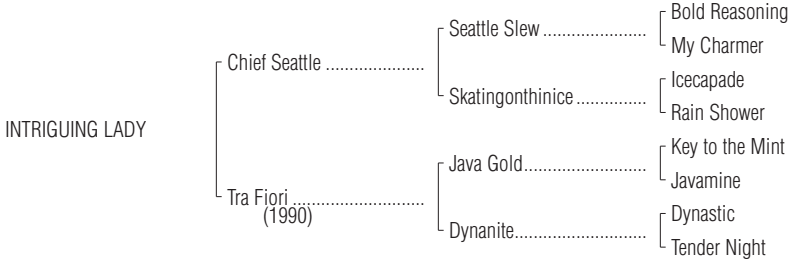 Bold Reasoning
Seattle Slew ......................
My Charmer
Chief Seattle .....................
Icecapade
Skatingonthinice ...............
Rain Shower
INTRIGUING LADY
Key to the Mint
Java Gold..........................
Javamine
Tra Fiori ............................
(1990)
Dynastic
Dynanite............................
Tender Night